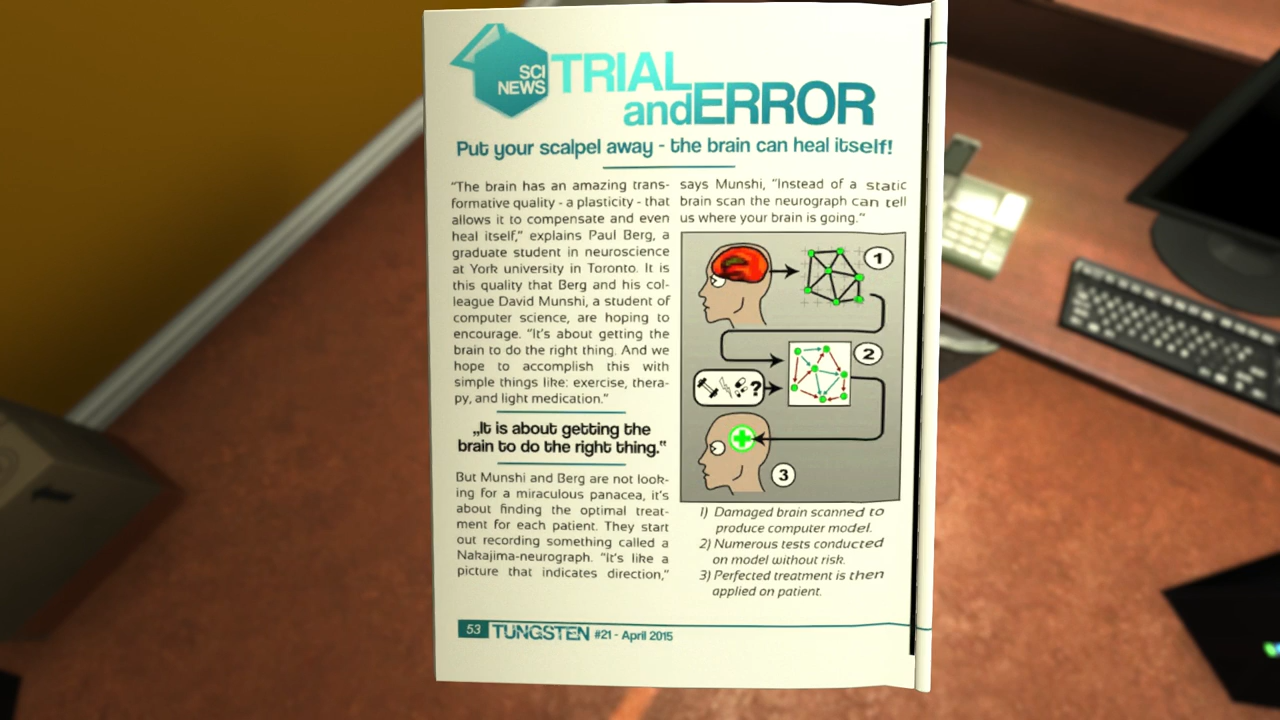 SCI
NEWS
TRIAL
andERROR
Put your scalpel away - the brain can heal itself!
"The brain has an amazing trans-
formative quality - a plasticity - that
allows it to compensate and even
heal itself," explains Paul Berg, a
graduate student in neuroscience
at York university in Toronto. It is
this quality that Berg and his col-
league David Munshi, a student of
computer science, are hoping to
encourage. "It's about getting the
brain to do the right thing. And we
hope to accomplish this with
simple things like: exercise, thera-
py, and light medication."
„It is about getting the
brain to do the right thing."
But Munshi and Berg are not look-
ing for a miraculous panacea, it's
about finding the optimal treat-
ment for each patient. They start
out recording something called a
Nakajima-neurograph. "It's like a
picture that indicates direction,"
says Munshi, "Instead of a static
brain scan the neurograph can tell
us where your brain is going."
1
2
?
3
1) Damaged brain scanned to
produce computer model.
2) Numerous tests conducted
on model without risk.
3) Perfected treatment is then
applied on patient.
53 TUNGSTEN #21 - April 2015